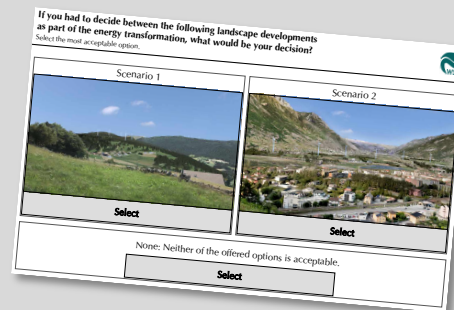 If you had to decide between the following landscape developments
as part of the energy transformation, what would be your decision?
Select the most acceptable option.
Scenario 1
Scenario 2
Select
Select
None: Neither of the offered options is acceptable.
Select